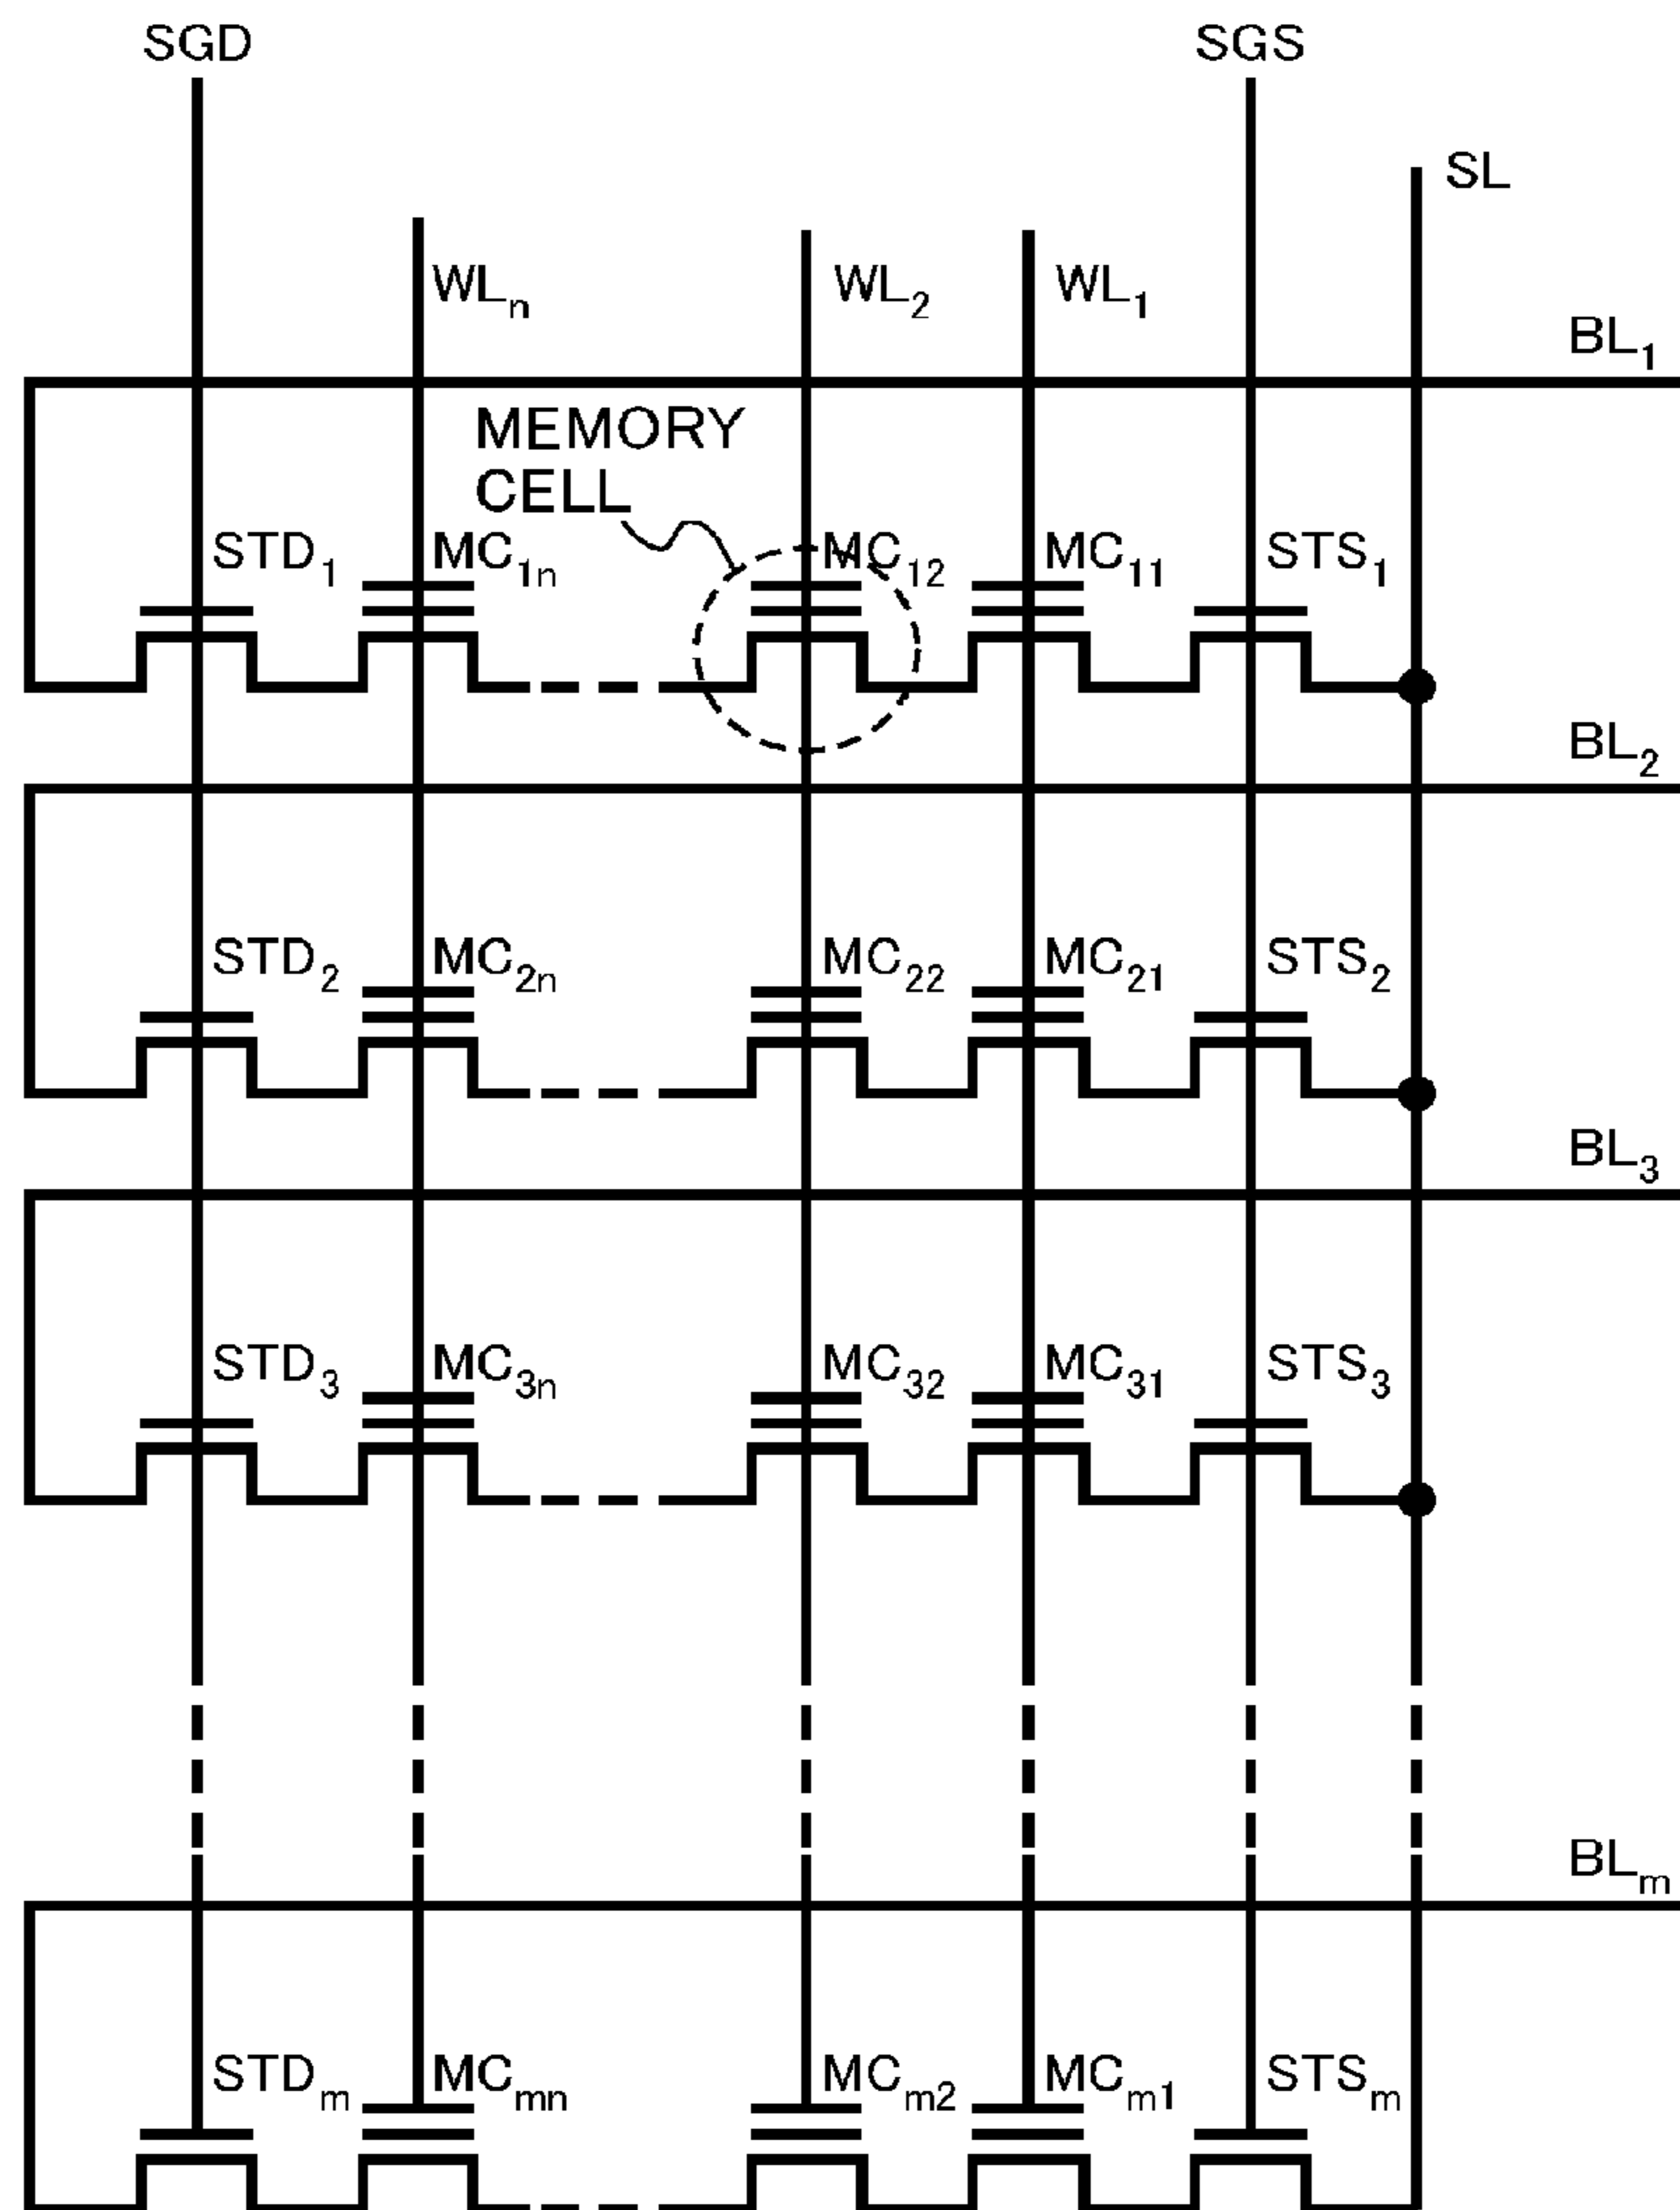 SGD SGS
SL
WLn WL2 WL1
BL1
MEMORY
CELL
STD1 MC1n MC12 MC11 STS1
BL2
STD2 MC2n MC22 MC21 STS2
BL3
STD3 MC3n MC32 MC31 STS3
BLm
STDm MCmn MCm2 MCm1 STSm